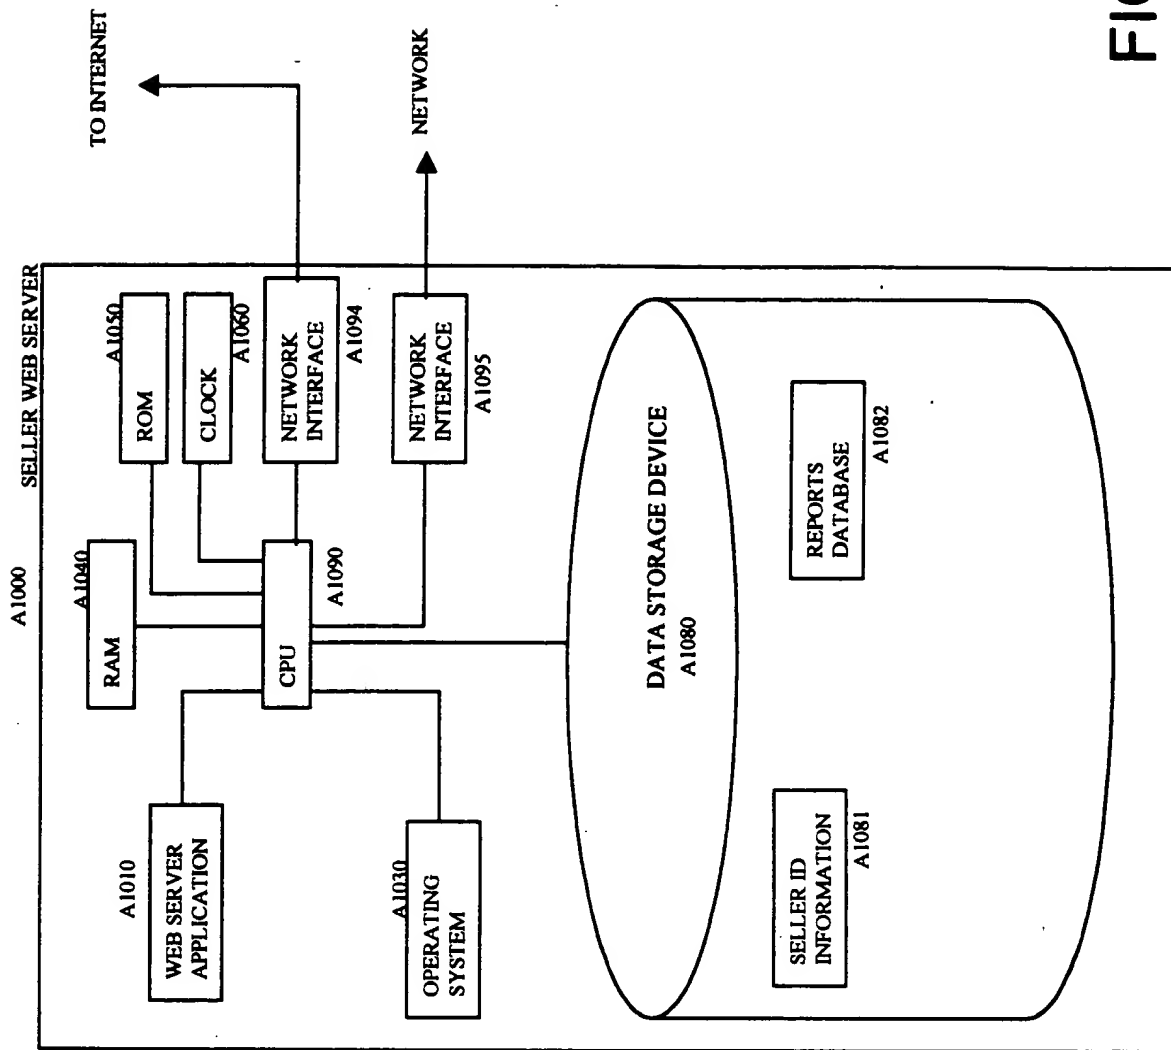 A1000
SELLER WEB SERVER
A1040
RAM
A1050
ROM
TO INTERNET
A1010
WEB SERVER
APPLICATION
A1060
CLOCK
CPU
A1090
NETWORK
INTERFACE
A1094
A1030
OPERATING
SYSTEM
NETWORK
INTERFACE
A1095
NETWORK
DATA STORAGE DEVICE
A1080
SELLER ID
INFORMATION
A1081
REPORTS
DATABASE
A1082